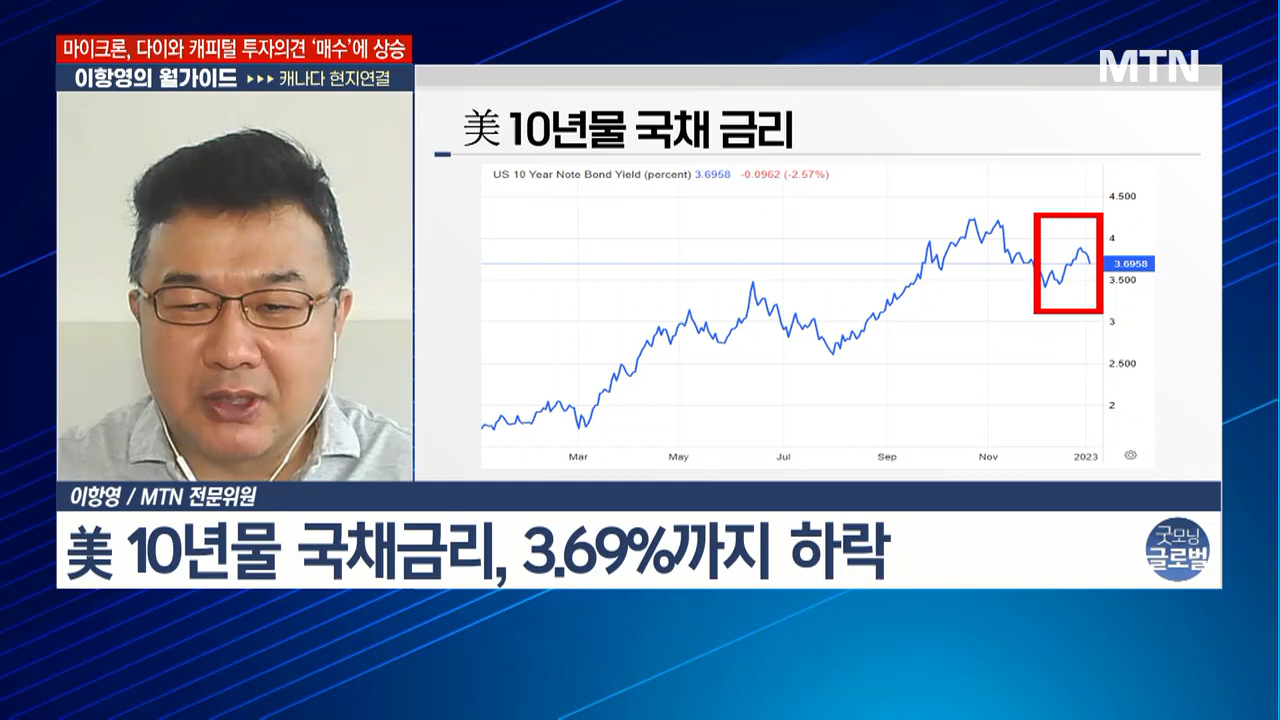 마이크론, 다이와 캐피털 투자의견 ‘매수’에 상승
이항영의 월가이드 ▸▸▸ 캐나다 현지연결
MTN
美 10년물 국채 금리
US 10 Year Note Bond Yield (percent) 3.6958 -0.0962 (-2.57%)
4.500
4
3.6958
3.500
3
2.500
2
Mar May Jul Sep Nov 2023
이항영 / MTN 전문위원
美 10년물 국채금리, 3.69%까지 하락
굿모닝
글로벌